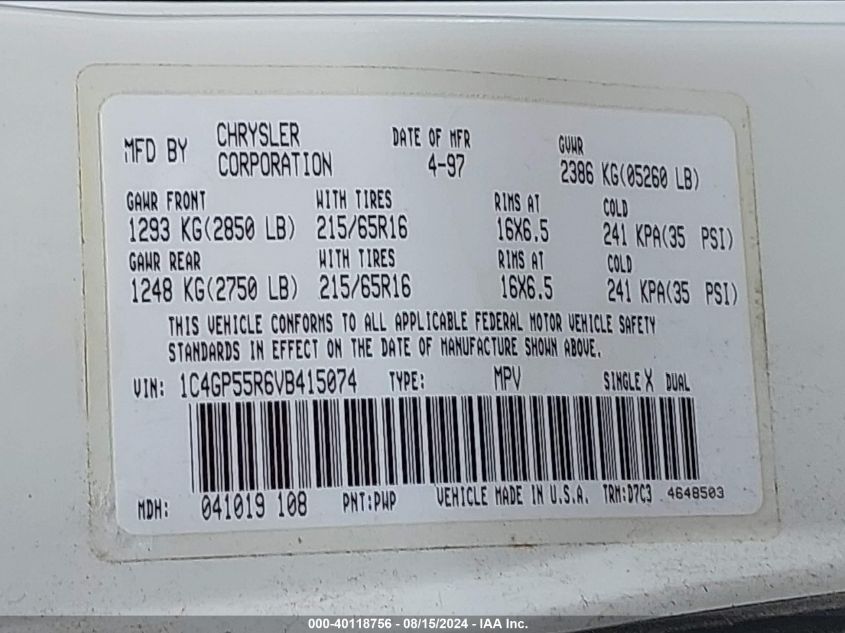 MFD BY CHRYSLER CORPORATION DATE OF MFR 4-97 GVWR 2386 KG(05260 LB)
GAWR FRONT WITH TIRES RIMS AT COLD
1293 KG(2850 LB) 215/65R16 16X6.5 241 KPA(35 PSI)
GAWR REAR WITH TIRES RIMS AT COLD
1248 KG(2750 LB) 215/65R16 16X6.5 241 KPA(35 PSI)
THIS VEHICLE CONFORMS TO ALL APPLICABLE FEDERAL MOTOR VEHICLE SAFETY
STANDARDS IN EFFECT ON THE DATE OF MANUFACTURE SHOWN ABOVE.
VIN: 1C4GP55R6VB415074 TYPE: MPV SINGLE X DUAL
MDH: 041019 108 PNT:PWP VEHICLE MADE IN U.S.A. TRM:D7C3 4648503
000-40118756 - 08/15/2024 - IAA Inc.